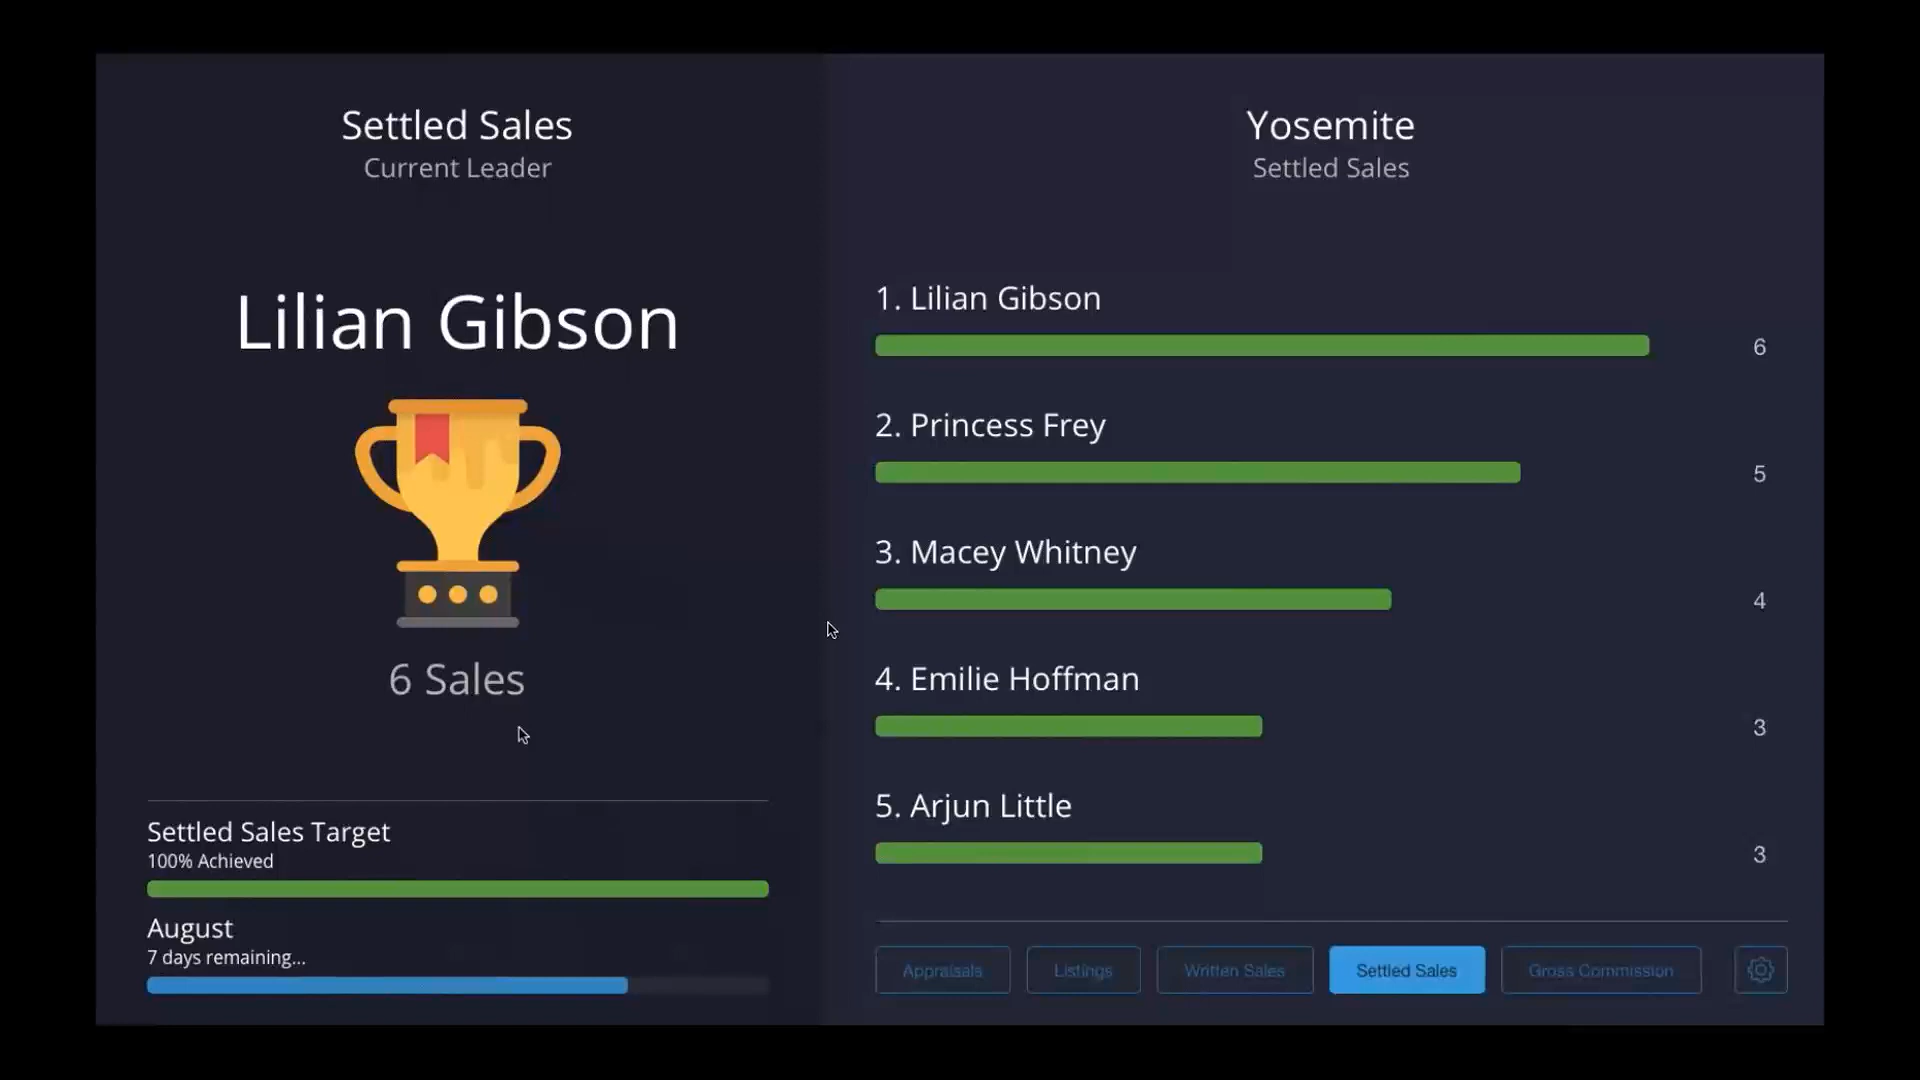 Settled Sales
Current Leader
Lilian Gibson
6 Sales
Settled Sales Target
100% Achieved
August
7 days remaining...
Yosemite
Settled Sales
1. Lilian Gibson
6
2. Princess Frey
5
3. Macey Whitney
4
4. Emilie Hoffman
3
5. Arjun Little
3
Appraisals Listings Written Sales Settled Sales Gross Commission